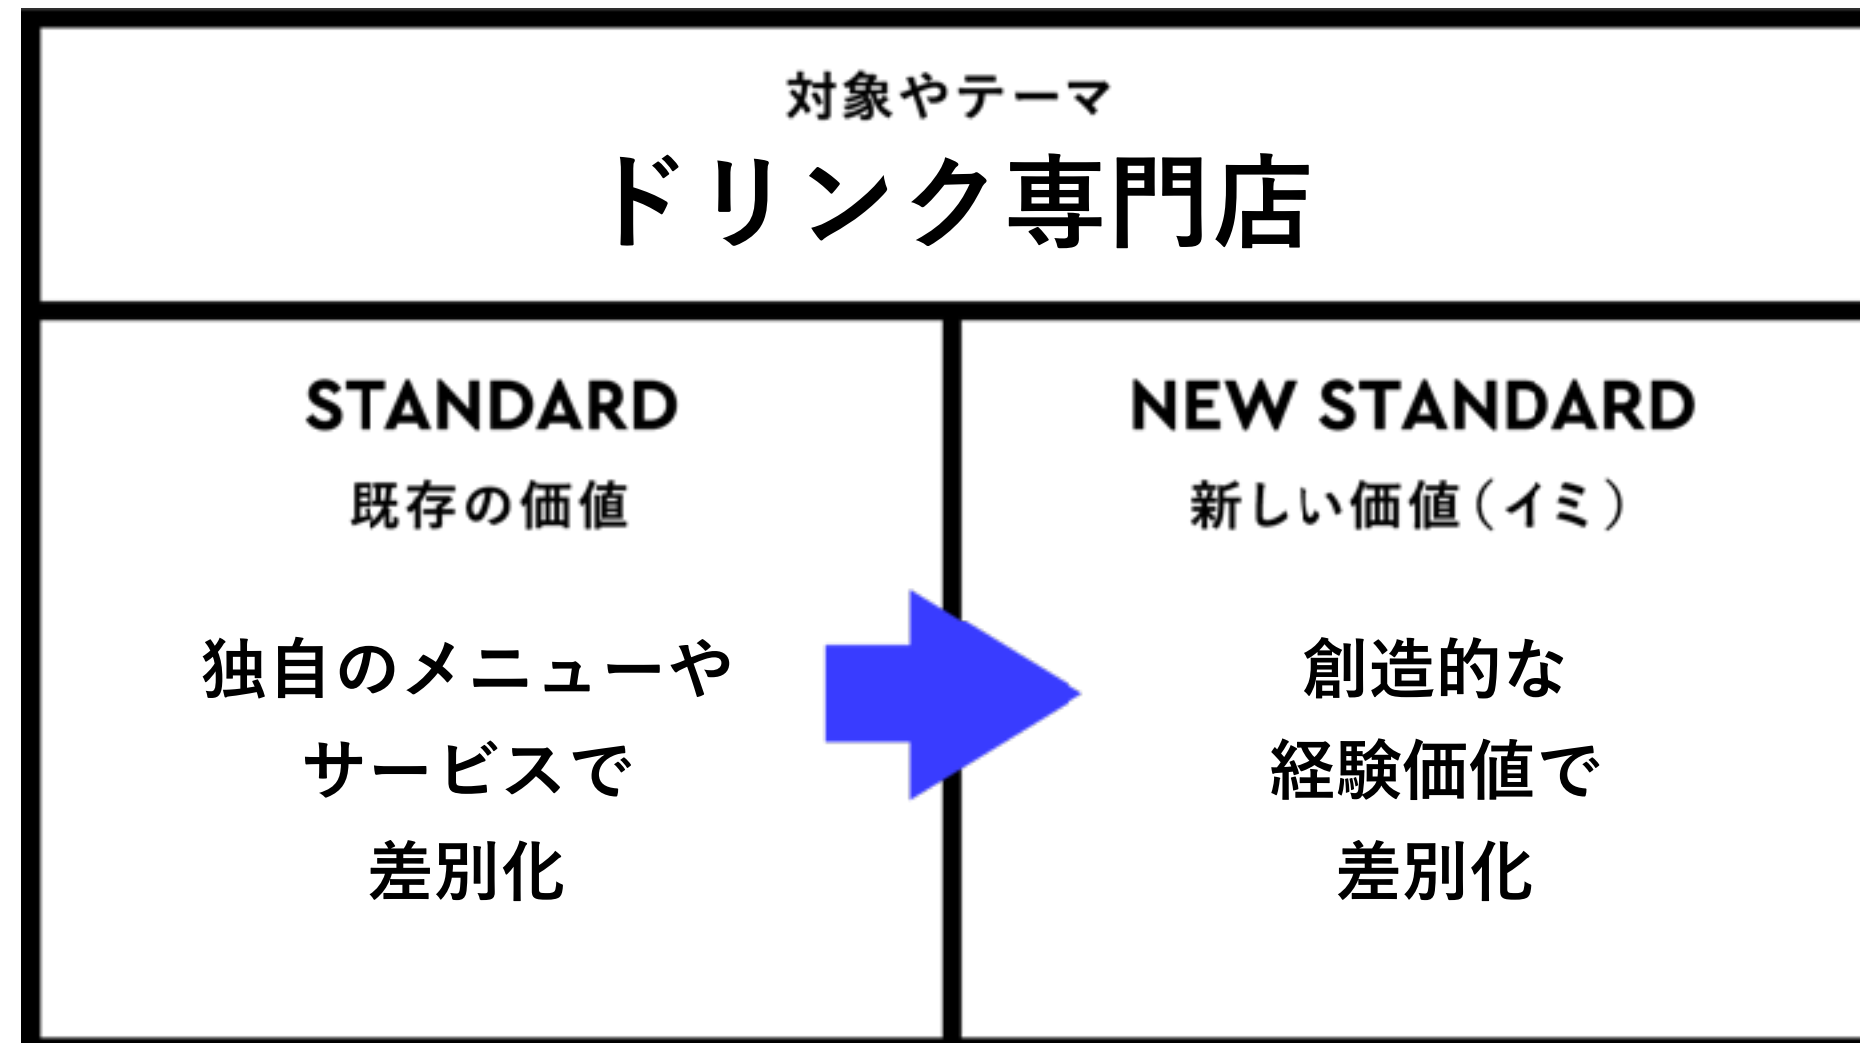 対象やテーマ
ドリンク専門店
STANDARD
既存の価値
独自のメニューや
サービスで
差別化
NEW STANDARD
新しい価値（イミ）
創造的な
経験価値で
差別化